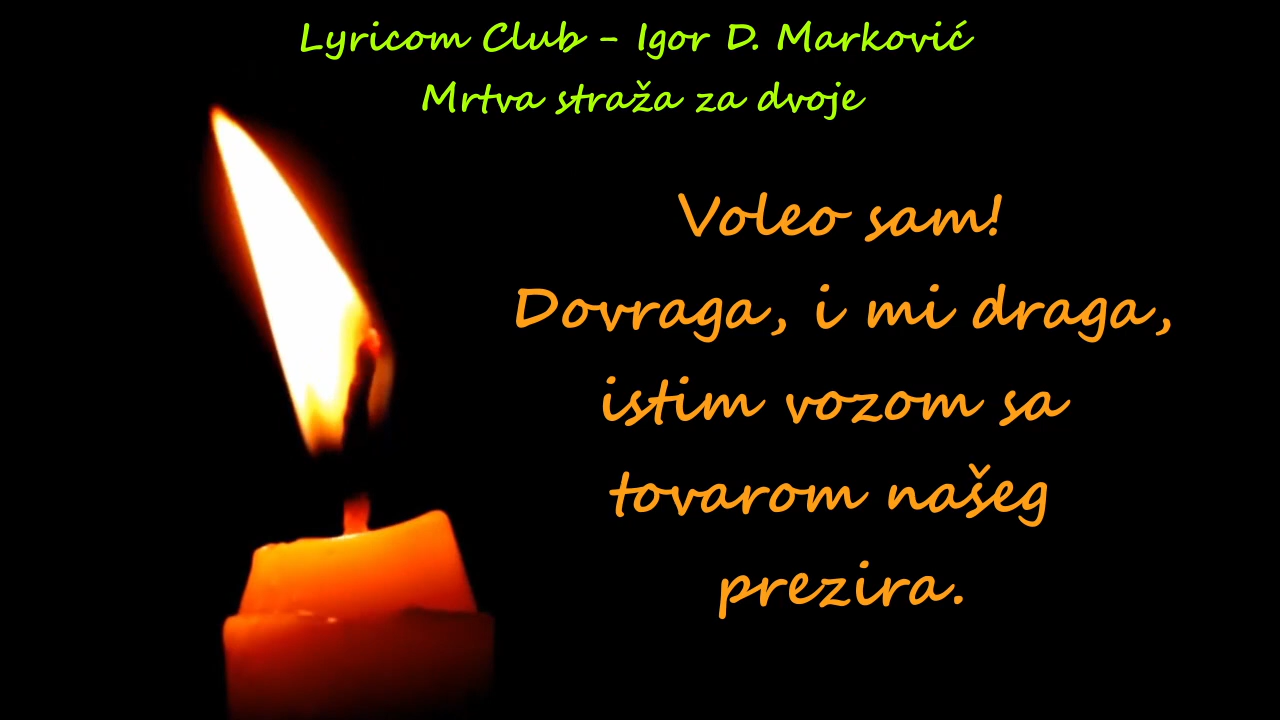 Lyricom Club - Igor D. Marković
Mrtva straža za dvoje
Voleo sam!
Dovraga, i mi draga,
istim vozom sa
tovarom našeg
prezira.